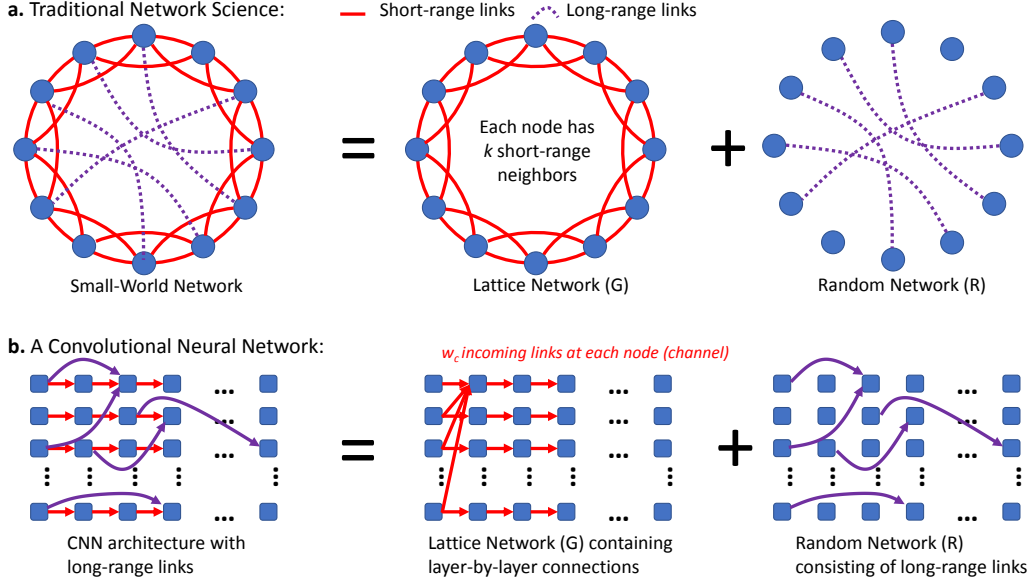 a. Traditional Network Science:
Short-range links
Long-range links
=
Each node has
k short-range
neighbors
+
Small-World Network
Lattice Network (G)
Random Network (R)
b. A Convolutional Neural Network:
w_c incoming links at each node (channel)
...
...
...
=
+
CNN architecture with
long-range links
Lattice Network (G) containing
layer-by-layer connections
Random Network (R)
consisting of long-range links